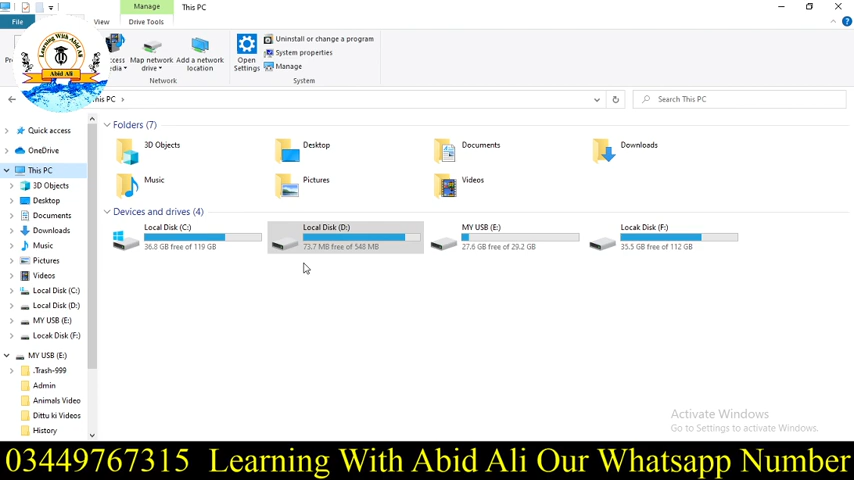 Manage
This PC
File
View
Drive Tools
Learning With Abid Ali
Abid Ali
Map network drive
Add a network location
Network
Open Settings
Uninstall or change a program
System properties
Manage
System
Search This PC
Quick access
OneDrive
This PC
3D Objects
Desktop
Documents
Downloads
Music
Pictures
Videos
Local Disk (C:)
Local Disk (D:)
MY USB (E:)
Locak Disk (F:)
MY USB (E:)
.Trash-999
Admin
Animals Video
Dittu ki Videos
History
Folders (7)
3D Objects
Desktop
Documents
Downloads
Music
Pictures
Videos
Devices and drives (4)
Local Disk (C:)
36.8 GB free of 119 GB
Local Disk (D:)
73.7 MB free of 548 MB
MY USB (E:)
27.6 GB free of 29.2 GB
Locak Disk (F:)
35.5 GB free of 112 GB
Activate Windows
Go to Settings to activate Windows.
03449767315 Learning With Abid Ali Our Whatsapp Number